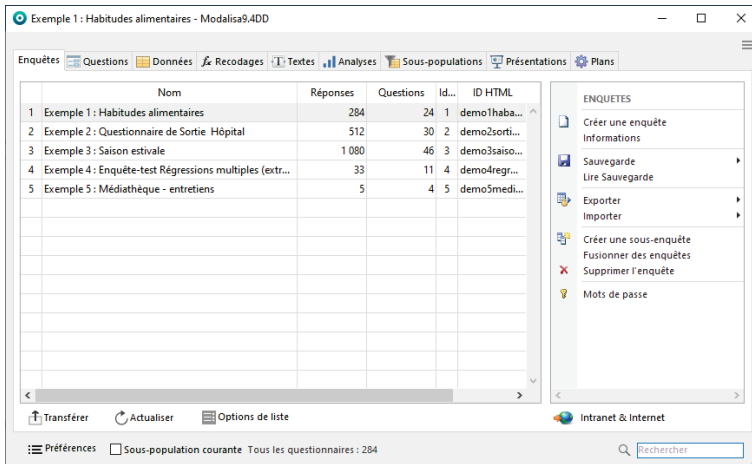 Exemple 1 : Habitudes alimentaires - Modalisa9.4DD
Enquêtes Questions Données fx Recodages Textes Analyses Sous-populations Présentations Plans
Nom Réponses Questions Id... ID HTML
1 Exemple 1 : Habitudes alimentaires 284 24 1 demo1haba...
2 Exemple 2 : Questionnaire de Sortie Hôpital 512 30 2 demo2sorti...
3 Exemple 3 : Saison estivale 1 080 46 3 demo3saiso...
4 Exemple 4 : Enquête-test Régressions multiples (extr... 33 11 4 demo4regr...
5 Exemple 5 : Médiathèque - entretiens 5 4 5 demo5medi...
ENQUETES
Créer une enquête
Informations
Sauvegarde
Lire Sauvegarde
Exporter
Importer
Créer une sous-enquête
Fusionner des enquêtes
Supprimer l'enquête
Mots de passe
Transférer Actualiser Options de liste Intranet & Internet
Préférences Sous-population courante Tous les questionnaires : 284 Rechercher